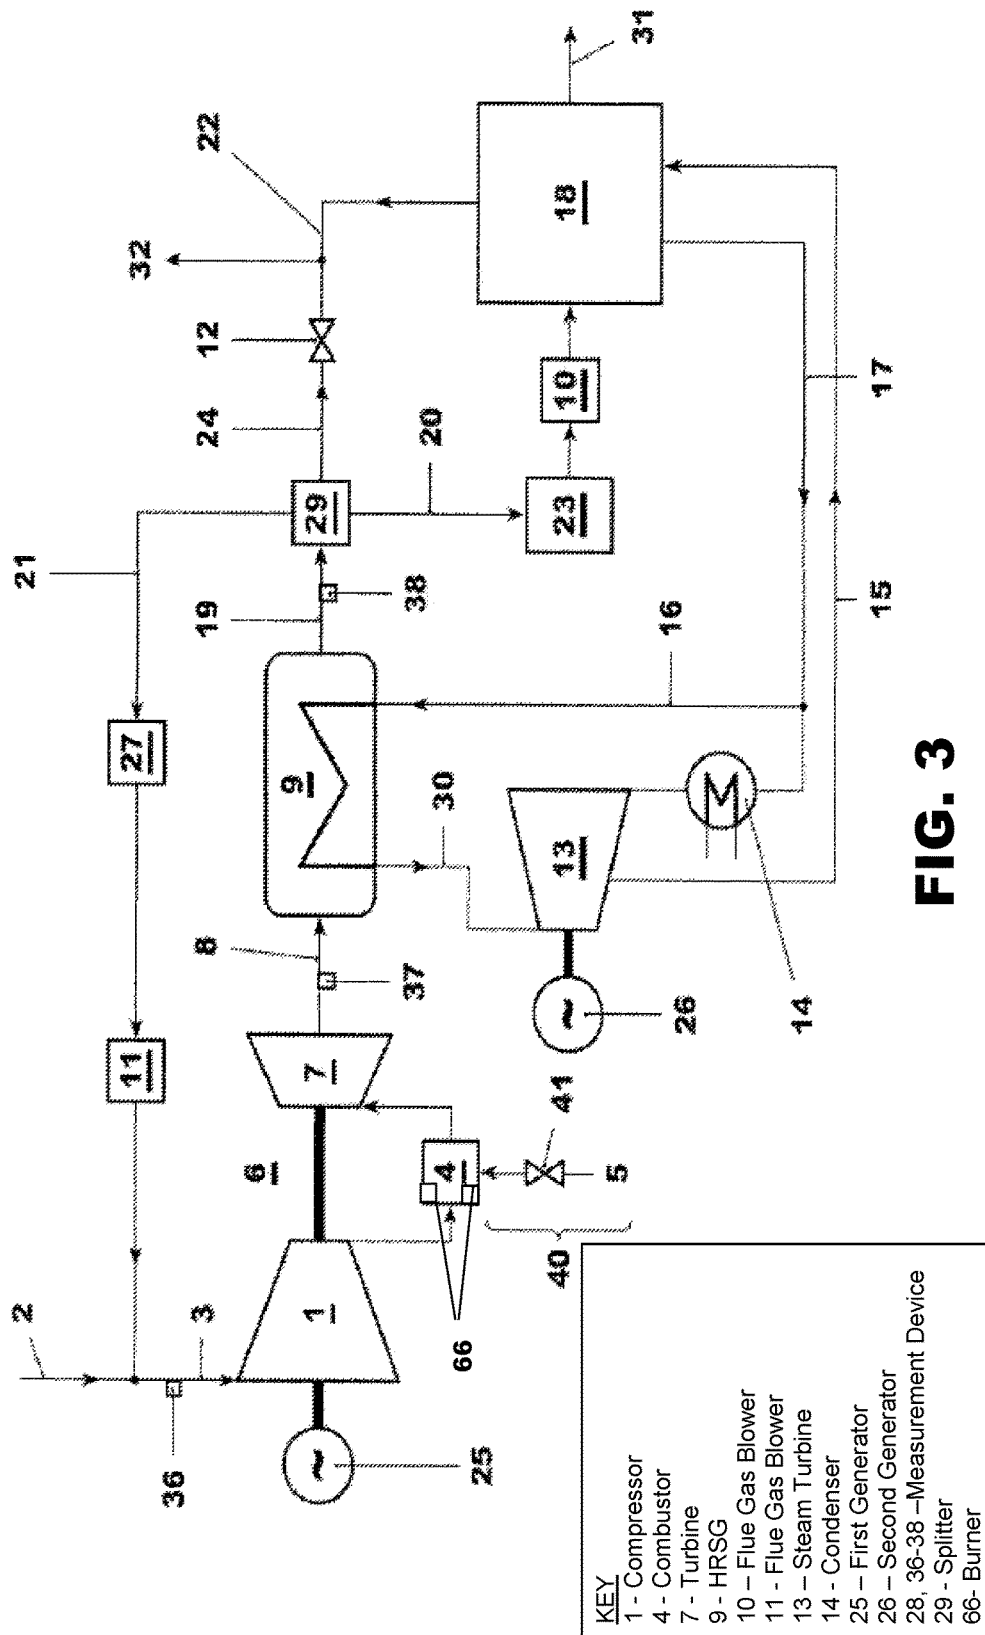 2
21
36
11
27
32
3
8
19
24
12
22
6
9
~
1
7
29
37
38
20
30
4
66
25
40
41
~
13
23
10
18
5
31
26
16
14
15
17
KEY
1 - Compressor
4 - Combustor
7 - Turbine
9 - HRSG
10 – Flue Gas Blower
11 - Flue Gas Blower
13 – Steam Turbine
14 - Condenser
25 – First Generator
26 – Second Generator
28, 36-38 –Measurement Device
29 - Splitter
66- Burner
FIG. 3